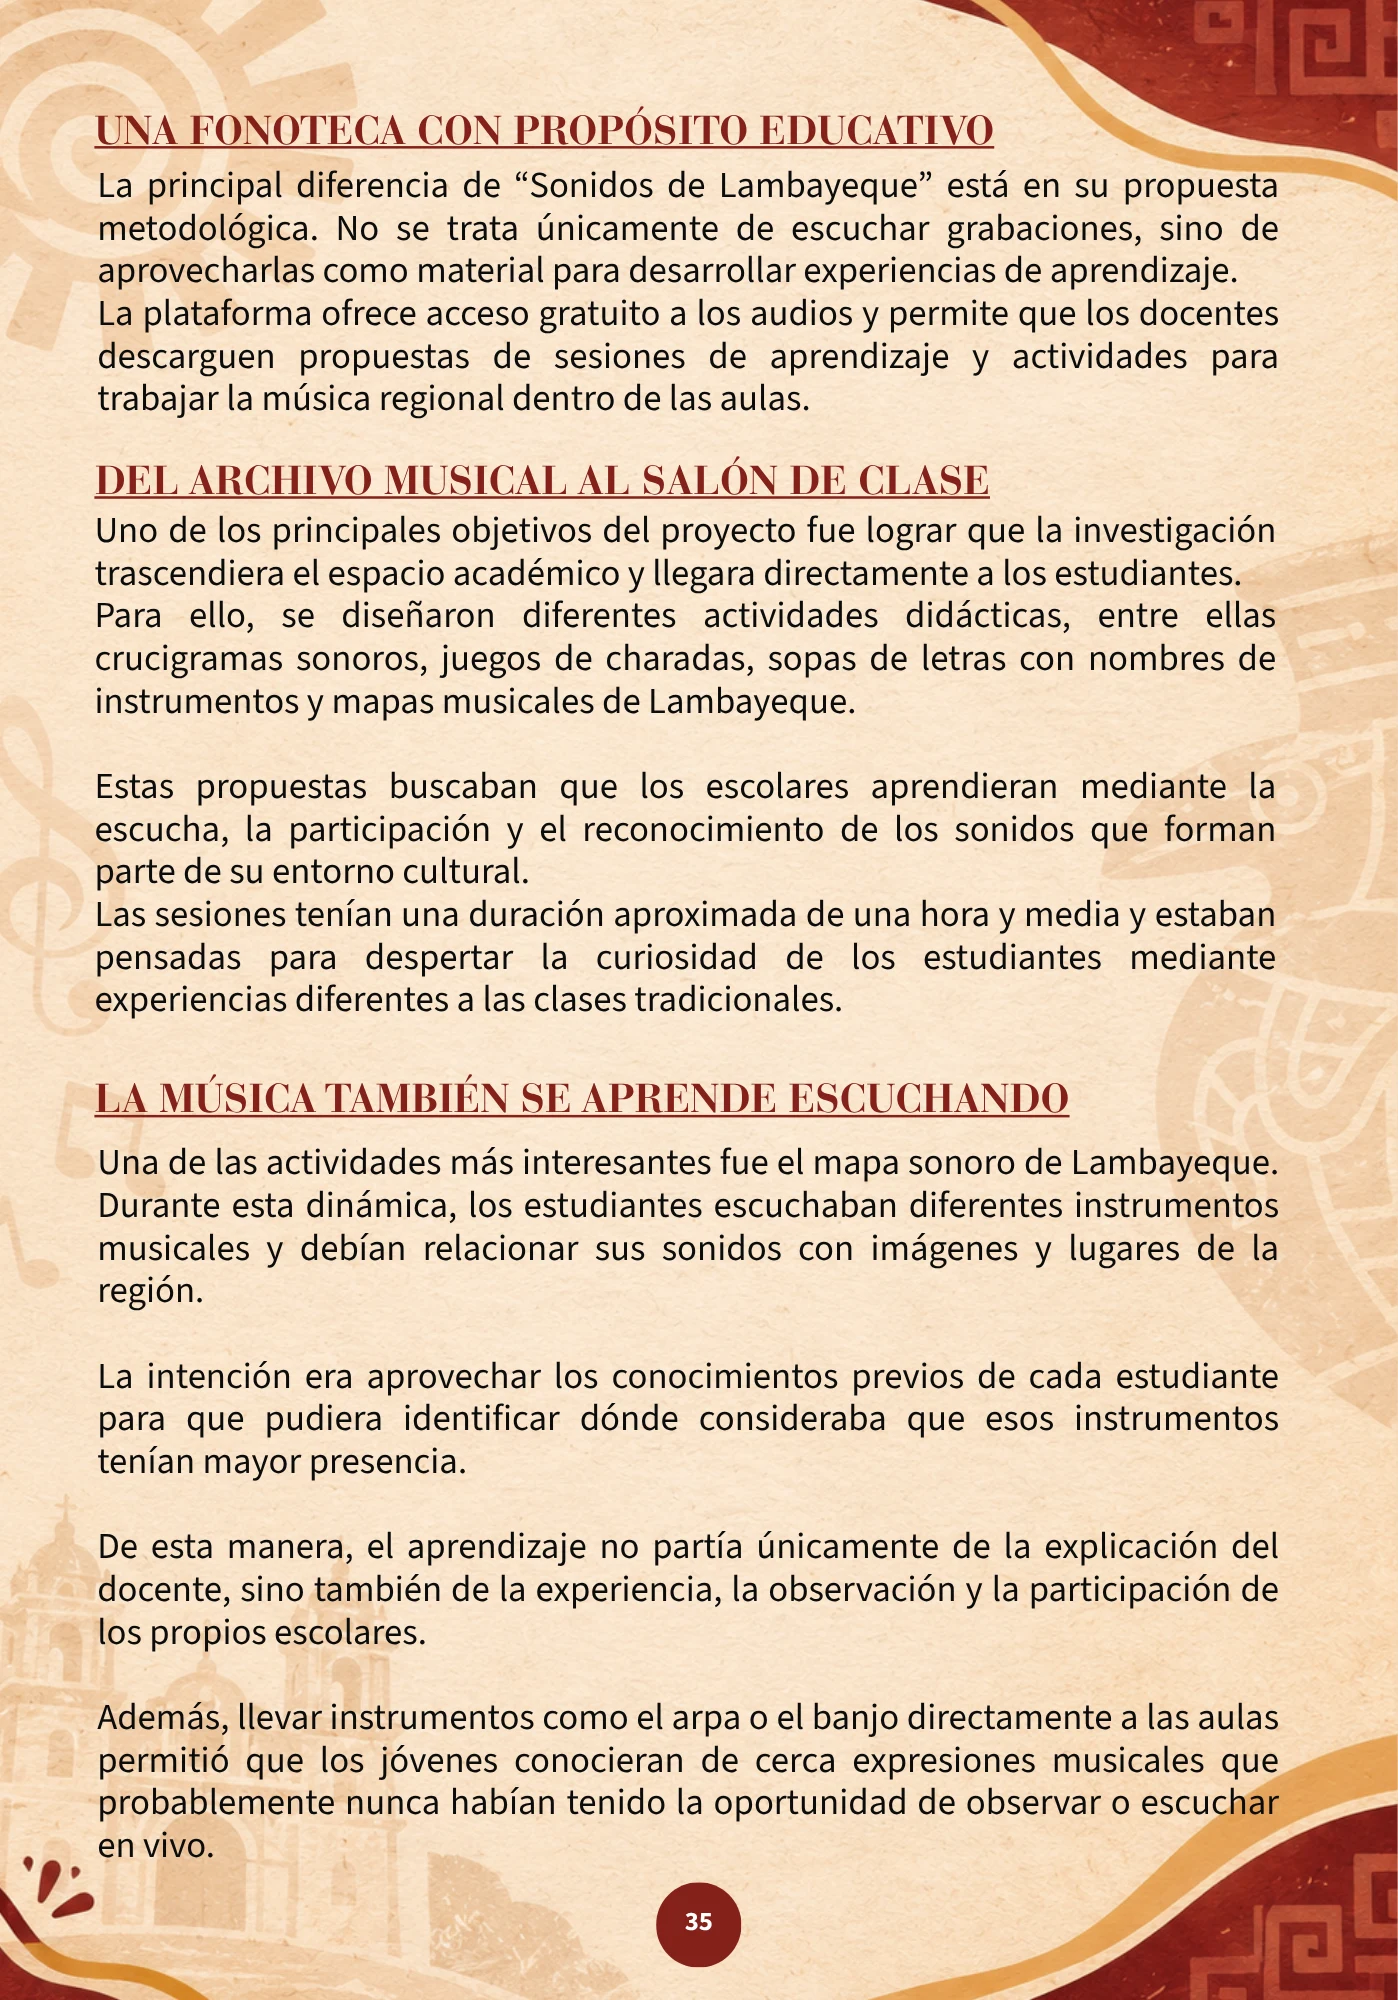 UNA FONOTECA CON PROPÓSITO EDUCATIVO
La principal diferencia de “Sonidos de Lambayeque” está en su propuesta
metodológica. No se trata únicamente de escuchar grabaciones, sino de
aprovecharlas como material para desarrollar experiencias de aprendizaje.
La plataforma ofrece acceso gratuito a los audios y permite que los docentes
descarguen propuestas de sesiones de aprendizaje y actividades para
trabajar la música regional dentro de las aulas.
DEL ARCHIVO MUSICAL AL SALÓN DE CLASE
Uno de los principales objetivos del proyecto fue lograr que la investigación
trascendiera el espacio académico y llegara directamente a los estudiantes.
Para ello, se diseñaron diferentes actividades didácticas, entre ellas
crucigramas sonoros, juegos de charadas, sopas de letras con nombres de
instrumentos y mapas musicales de Lambayeque.
Estas propuestas buscaban que los escolares aprendieran mediante la
escucha, la participación y el reconocimiento de los sonidos que forman
parte de su entorno cultural.
Las sesiones tenían una duración aproximada de una hora y media y estaban
pensadas para despertar la curiosidad de los estudiantes mediante
experiencias diferentes a las clases tradicionales.
LA MÚSICA TAMBIÉN SE APRENDE ESCUCHANDO
Una de las actividades más interesantes fue el mapa sonoro de Lambayeque.
Durante esta dinámica, los estudiantes escuchaban diferentes instrumentos
musicales y debían relacionar sus sonidos con imágenes y lugares de la
región.
La intención era aprovechar los conocimientos previos de cada estudiante
para que pudiera identificar dónde consideraba que esos instrumentos
tenían mayor presencia.
De esta manera, el aprendizaje no partía únicamente de la explicación del
docente, sino también de la experiencia, la observación y la participación de
los propios escolares.
Además, llevar instrumentos como el arpa o el banjo directamente a las aulas
permitió que los jóvenes conocieran de cerca expresiones musicales que
probablemente nunca habían tenido la oportunidad de observar o escuchar
en vivo.
35